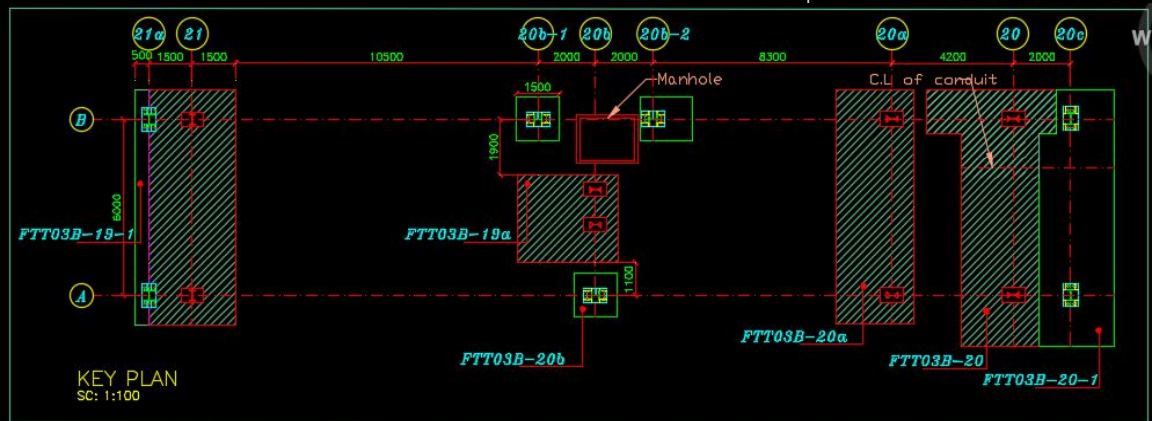 21a 21 20b-1 20b 20b-2 20a 20 20c
500 1500 1500 10500 2000 2000 8300 4200 2000
Manhole
C.L of conduit
W
1500
B
1900
6000
FTT03B-19-1
FTT03B-19a
1100
A
FTT03B-20a
FTT03B-20b
FTT03B-20
FTT03B-20-1
KEY PLAN
SC: 1:100